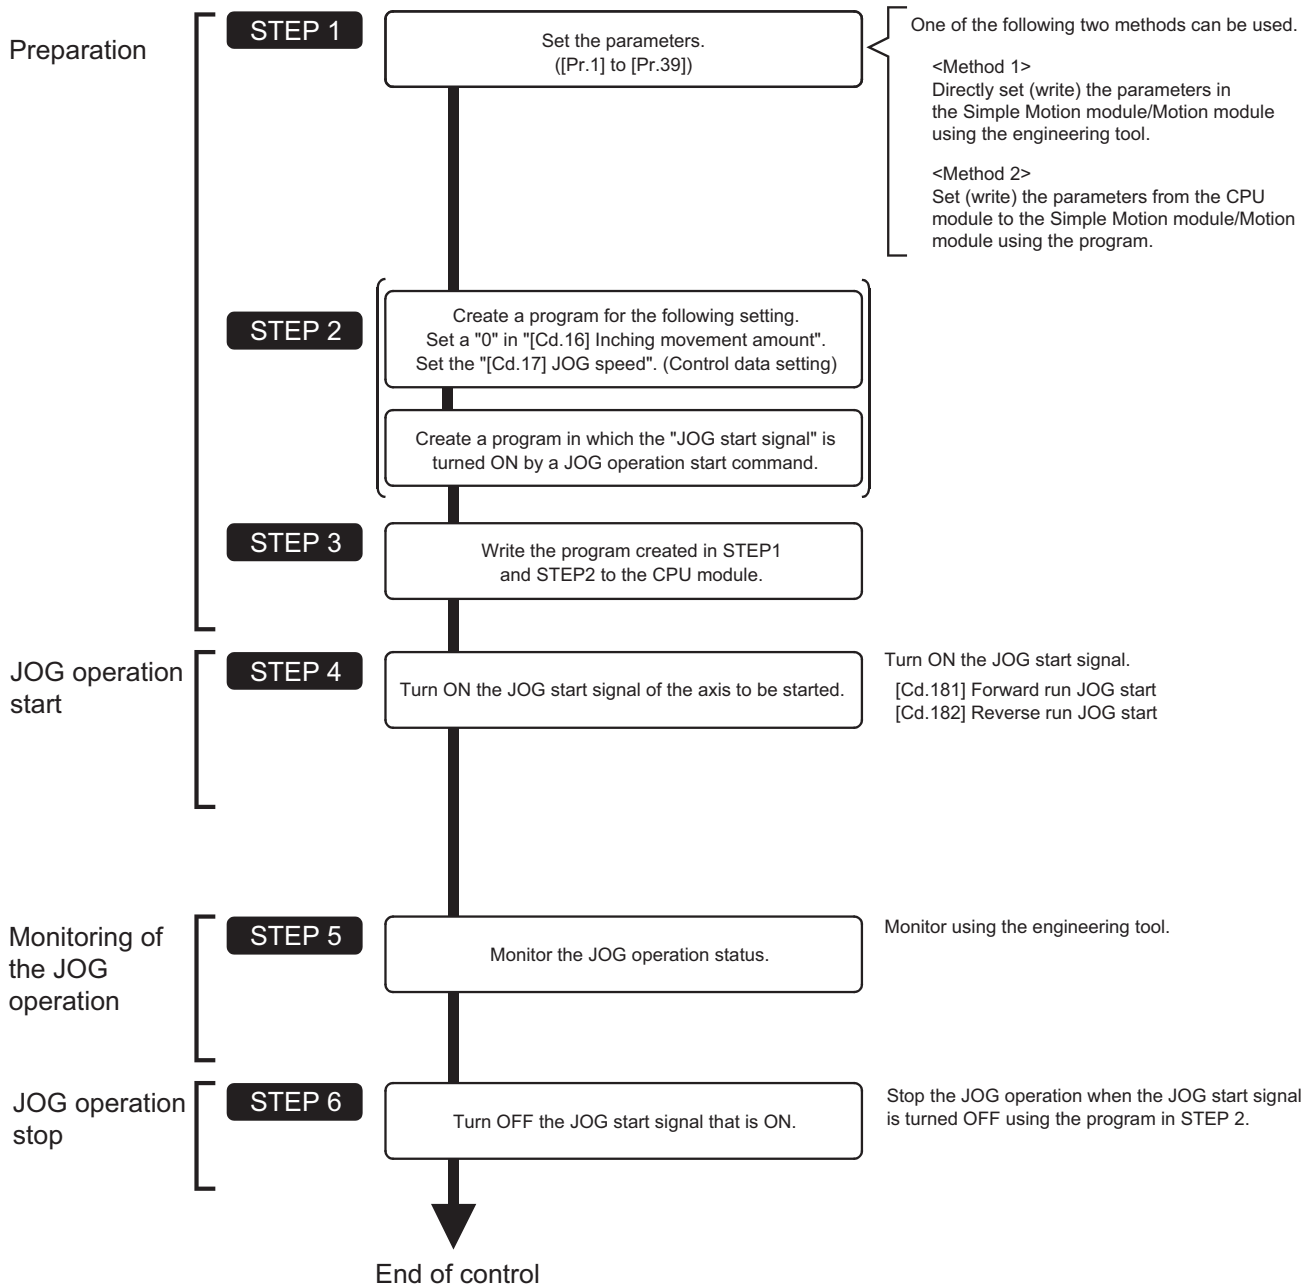 Preparation
STEP 1
Set the parameters.
([Pr.1] to [Pr.39])
One of the following two methods can be used.
<Method 1>
Directly set (write) the parameters in
the Simple Motion module/Motion module
using the engineering tool.
<Method 2>
Set (write) the parameters from the CPU
module to the Simple Motion module/Motion
module using the program.
STEP 2
Create a program for the following setting.
Set a "0" in "[Cd.16] Inching movement amount".
Set the "[Cd.17] JOG speed". (Control data setting)
Create a program in which the "JOG start signal" is
turned ON by a JOG operation start command.
STEP 3
Write the program created in STEP1
and STEP2 to the CPU module.
JOG operation
start
STEP 4
Turn ON the JOG start signal of the axis to be started.
Turn ON the JOG start signal.
[Cd.181] Forward run JOG start
[Cd.182] Reverse run JOG start
Monitoring of
the JOG
operation
STEP 5
Monitor the JOG operation status.
Monitor using the engineering tool.
JOG operation
stop
STEP 6
Turn OFF the JOG start signal that is ON.
Stop the JOG operation when the JOG start signal
is turned OFF using the program in STEP 2.
End of control